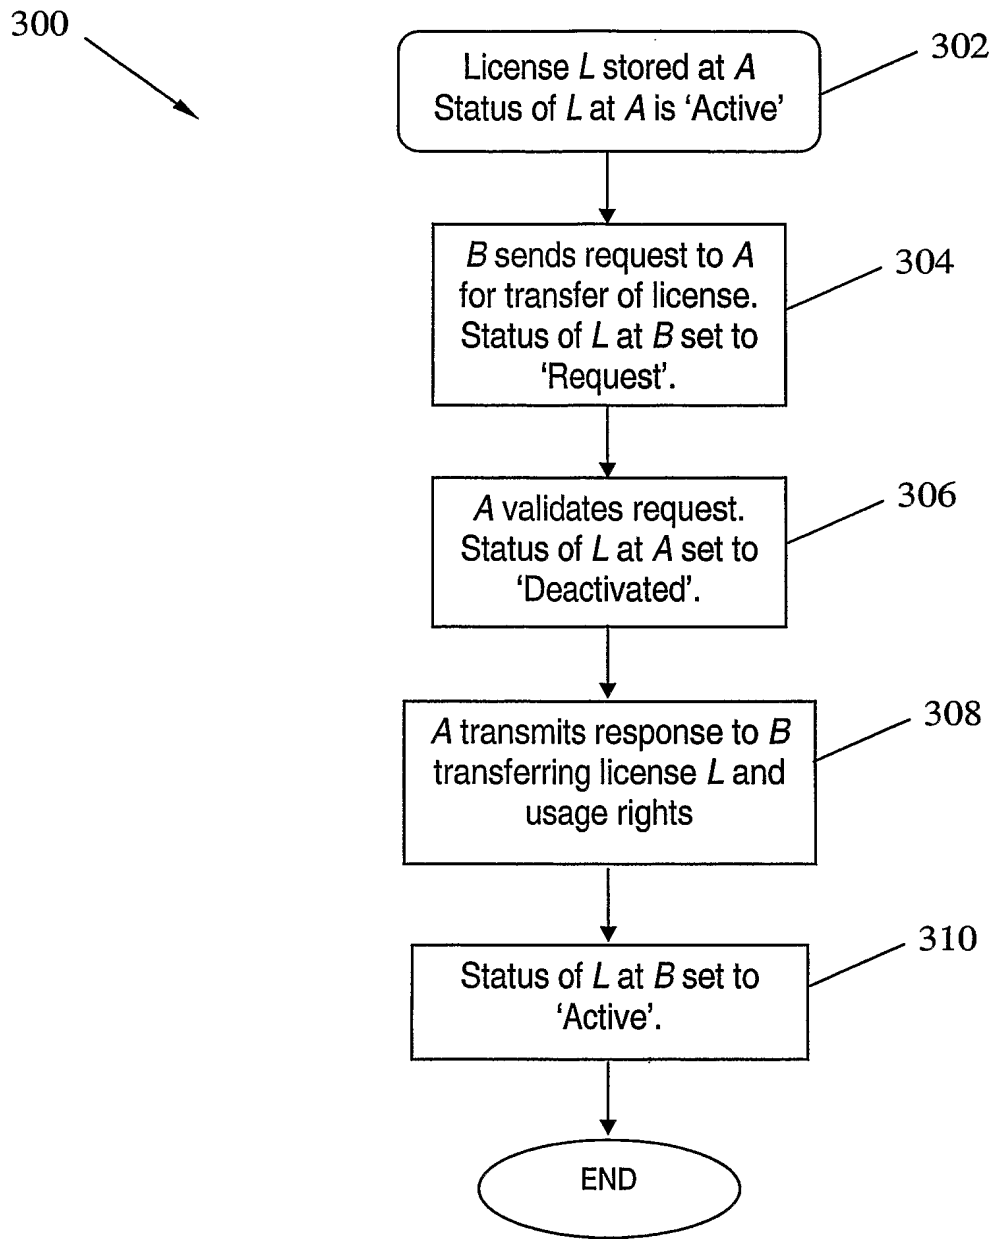 300
License L stored at A
Status of L at A is ‘Active’
302
B sends request to A
for transfer of license.
Status of L at B set to
‘Request’.
304
A validates request.
Status of L at A set to
‘Deactivated’.
306
A transmits response to B
transferring license L and
usage rights
308
Status of L at B set to
‘Active’.
310
END